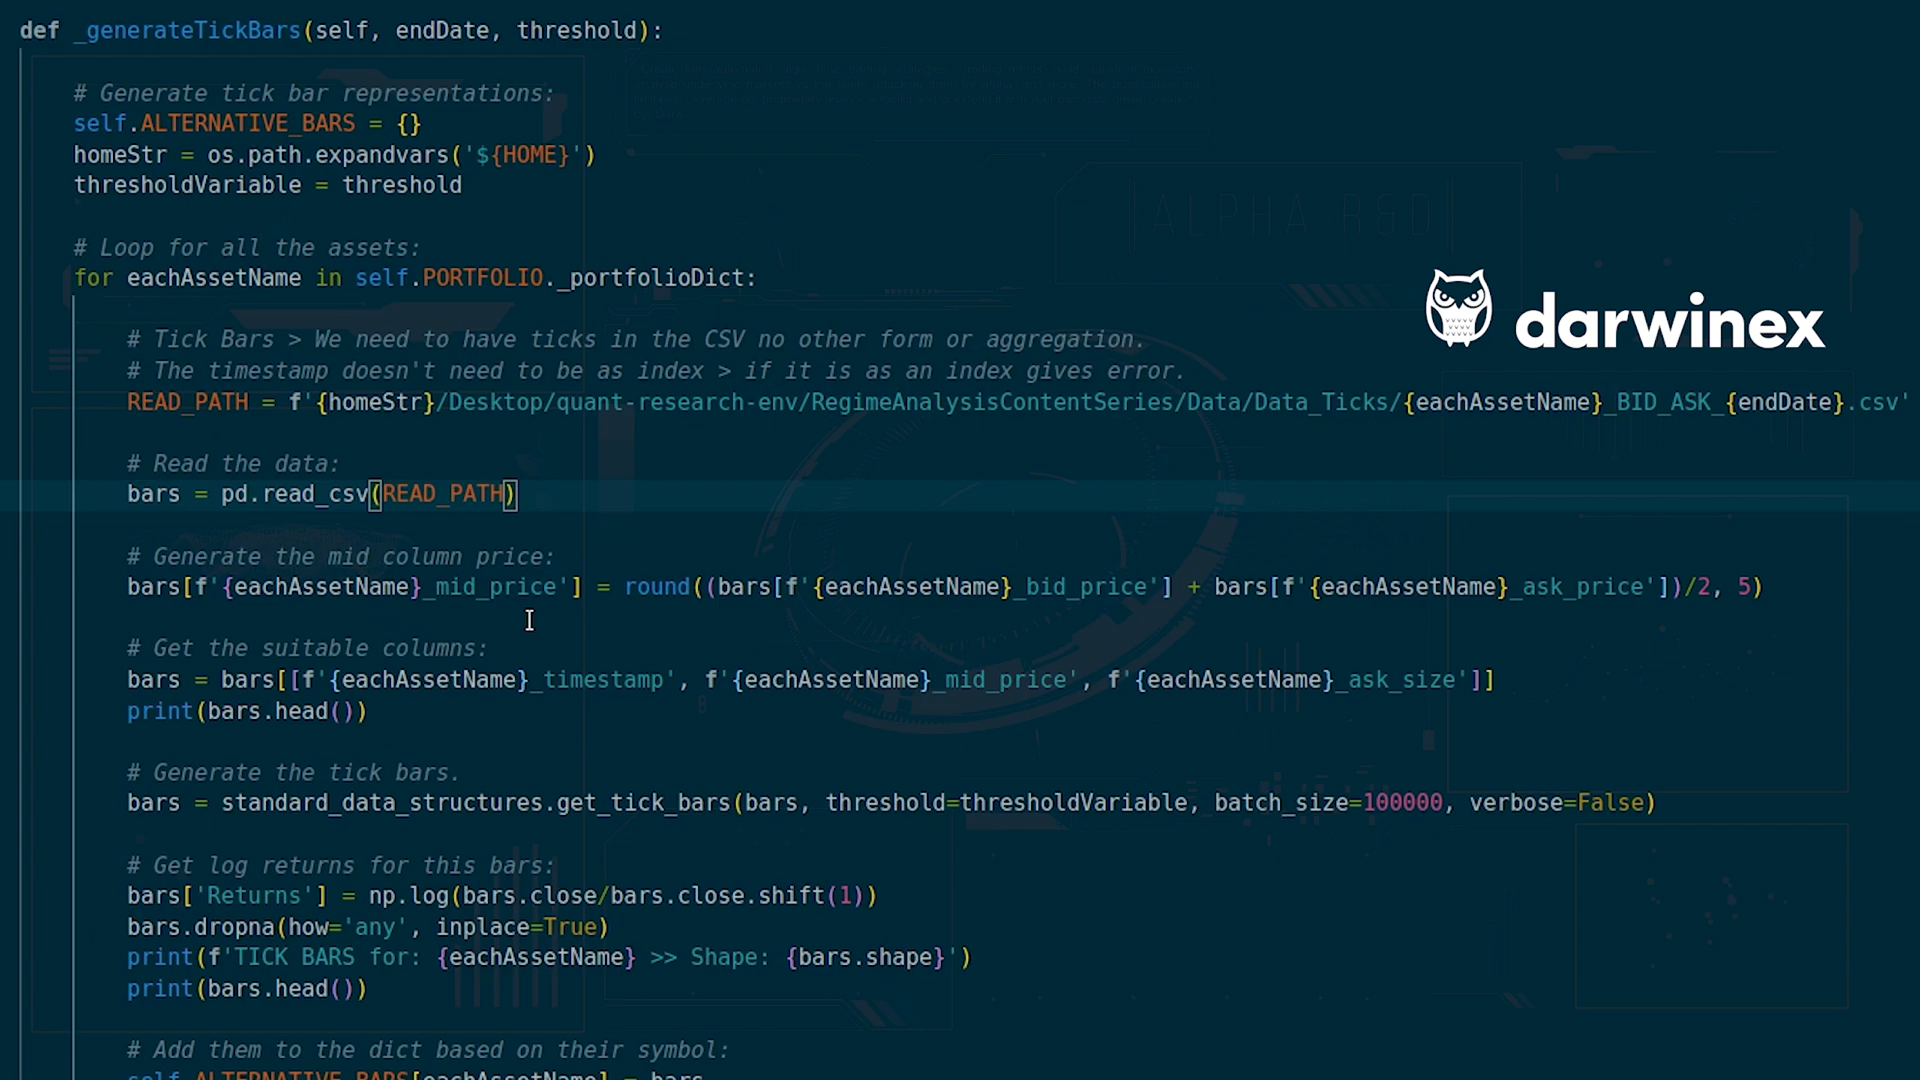 def _generateTickBars(self, endDate, threshold):
# Generate tick bar representations:
self.ALTERNATIVE_BARS = {}
homeStr = os.path.expandvars('${HOME}')
thresholdVariable = threshold
ALPHA R&D
# Loop for all the assets:
for eachAssetName in self.PORTFOLIO._portfolioDict:
darwinex
# Tick Bars > We need to have ticks in the CSV no other form or aggregation.
# The timestamp doesn't need to be as index > if it is as an index gives error.
READ_PATH = f'{homeStr}/Desktop/quant-research-env/RegimeAnalysisContentSeries/Data/Data_Ticks/{eachAssetName}_BID_ASK_{endDate}.csv'
# Read the data:
bars = pd.read_csv(READ_PATH)
# Generate the mid column price:
bars[f'{eachAssetName}_mid_price'] = round((bars[f'{eachAssetName}_bid_price'] + bars[f'{eachAssetName}_ask_price'])/2, 5)
# Get the suitable columns:
bars = bars[[f'{eachAssetName}_timestamp', f'{eachAssetName}_mid_price', f'{eachAssetName}_ask_size']]
print(bars.head())
# Generate the tick bars.
bars = standard_data_structures.get_tick_bars(bars, threshold=thresholdVariable, batch_size=100000, verbose=False)
# Get log returns for this bars:
bars['Returns'] = np.log(bars.close/bars.close.shift(1))
bars.dropna(how='any', inplace=True)
print(f'TICK BARS for: {eachAssetName} >> Shape: {bars.shape}')
print(bars.head())
# Add them to the dict based on their symbol:
self.ALTERNATIVE_BARS[eachAssetName] = bars